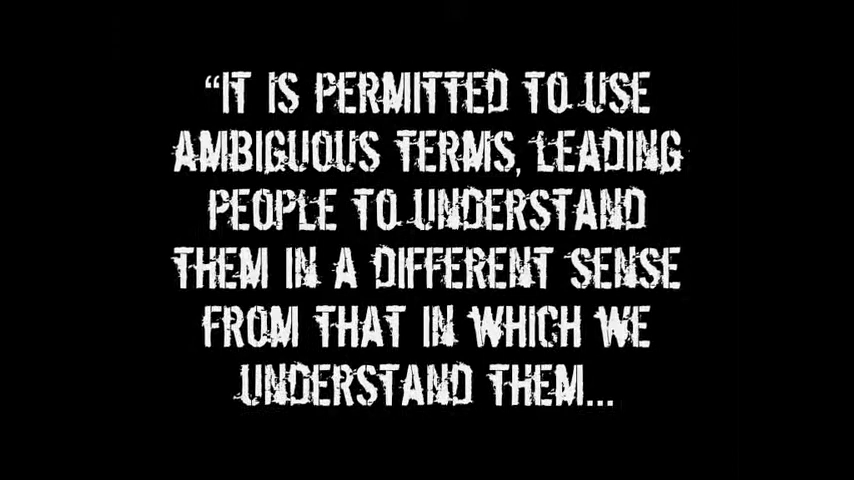 “IT IS PERMITTED TO USE
AMBIGUOUS TERMS, LEADING
PEOPLE TO UNDERSTAND
THEM IN A DIFFERENT SENSE
FROM THAT IN WHICH WE
UNDERSTAND THEM...